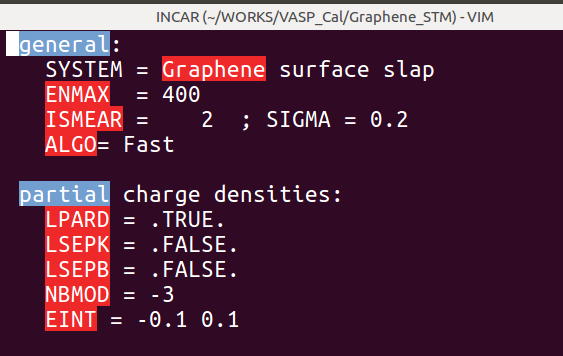 INCAR (~/WORKS/VASP_Cal/Graphene_STM) - VIM
general:
SYSTEM = Graphene surface slap
ENMAX = 400
ISMEAR = 2 ; SIGMA = 0.2
ALGO= Fast
partial charge densities:
LPARD = .TRUE.
LSEPK = .FALSE.
LSEPB = .FALSE.
NBMOD = -3
EINT = -0.1 0.1